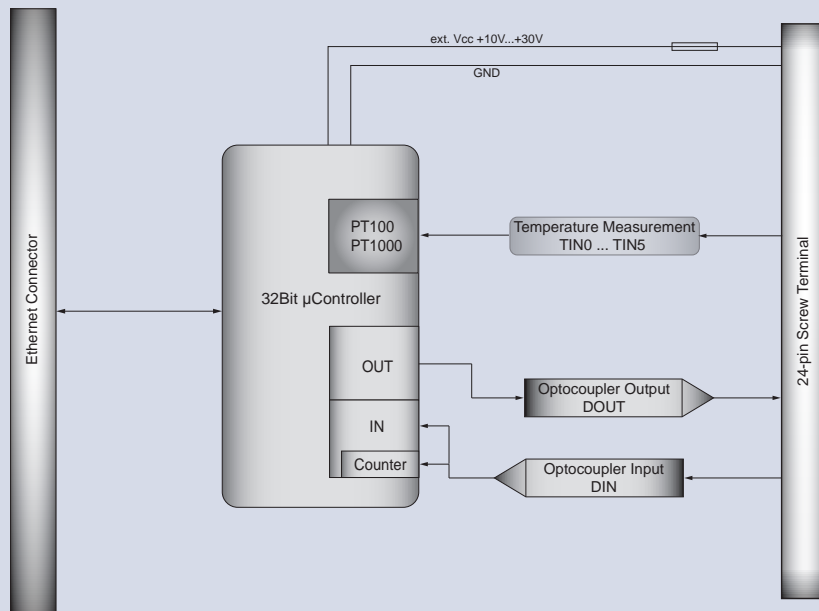 ext. Vcc +10V...+30V
GND
Ethernet Connector
24-pin Screw Terminal
PT100
PT1000
Temperature Measurement
TIN0 ... TIN5
32Bit µController
OUT
Optocoupler Output
DOUT
IN
Counter
Optocoupler Input
DIN